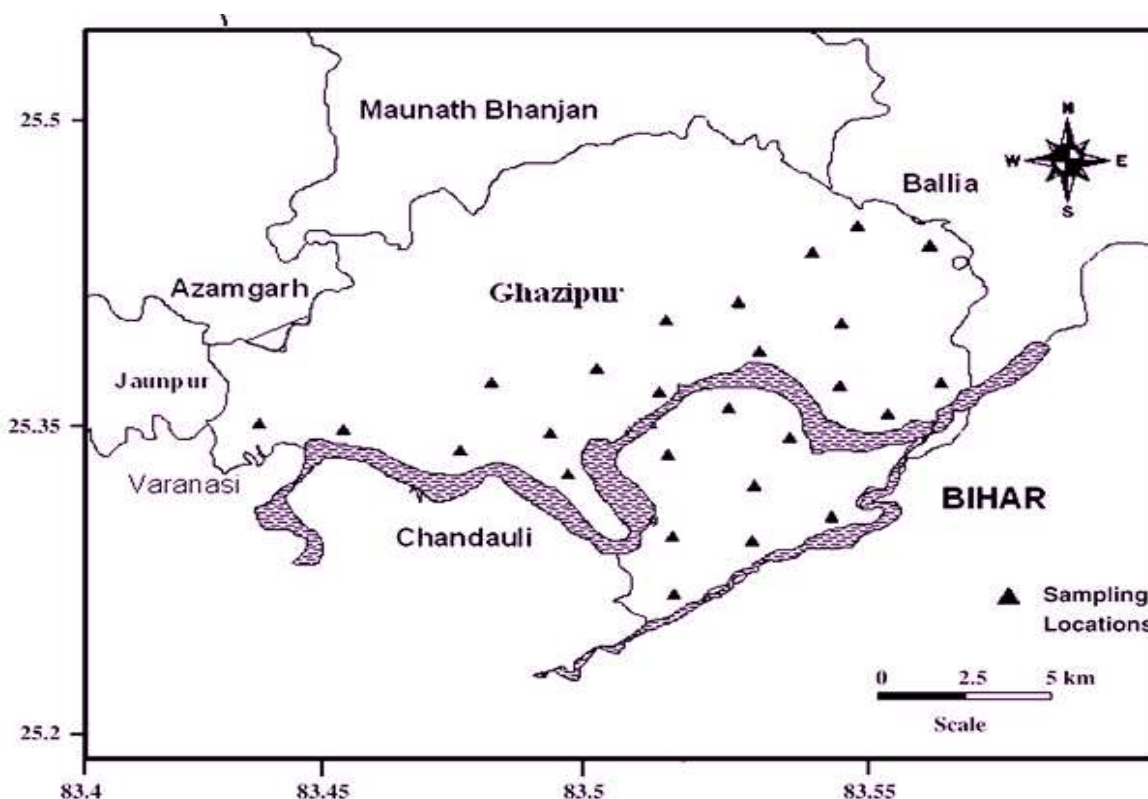 Maunath Bhanjan
25.5
N
W E
S
Ballia
Azamgarh
Ghazipur
Jaunpur
25.35
Varanasi
Chandauli
BIHAR
Sampling
Locations
0 2.5 5 km
Scale
25.2
83.4 83.45 83.5 83.55